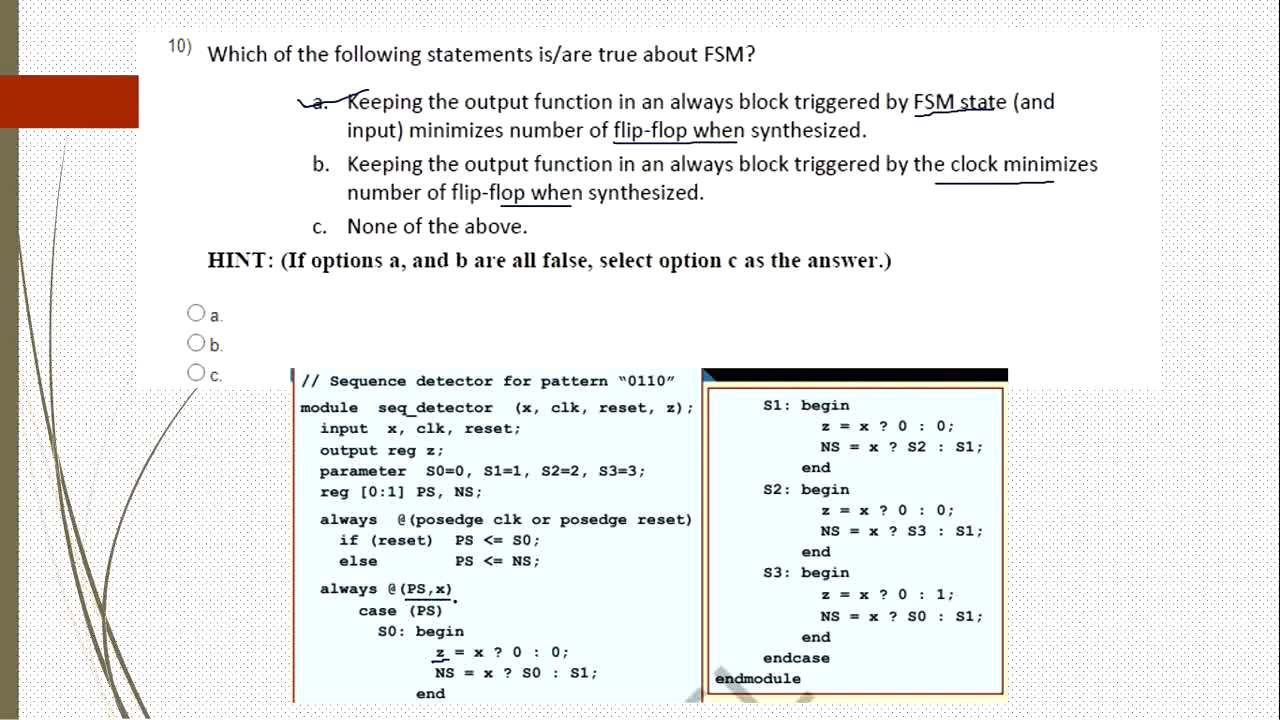 10) Which of the following statements is/are true about FSM?
a. Keeping the output function in an always block triggered by FSM state (and
input) minimizes number of flip-flop when synthesized.
b. Keeping the output function in an always block triggered by the clock minimizes
number of flip-flop when synthesized.
c. None of the above.
HINT: (If options a, and b are all false, select option c as the answer.)
a.
b.
c.
// Sequence detector for pattern “0110”
module seq_detector (x, clk, reset, z);
input x, clk, reset;
output reg z;
parameter S0=0, S1=1, S2=2, S3=3;
reg [0:1] PS, NS;
always @(posedge clk or posedge reset)
if (reset) PS <= S0;
else PS <= NS;
always @(PS,x)
case (PS)
S0: begin
z = x ? 0 : 0;
NS = x ? S0 : S1;
end
S1: begin
z = x ? 0 : 0;
NS = x ? S2 : S1;
end
S2: begin
z = x ? 0 : 0;
NS = x ? S3 : S1;
end
S3: begin
z = x ? 0 : 1;
NS = x ? S0 : S1;
end
endcase
endmodule